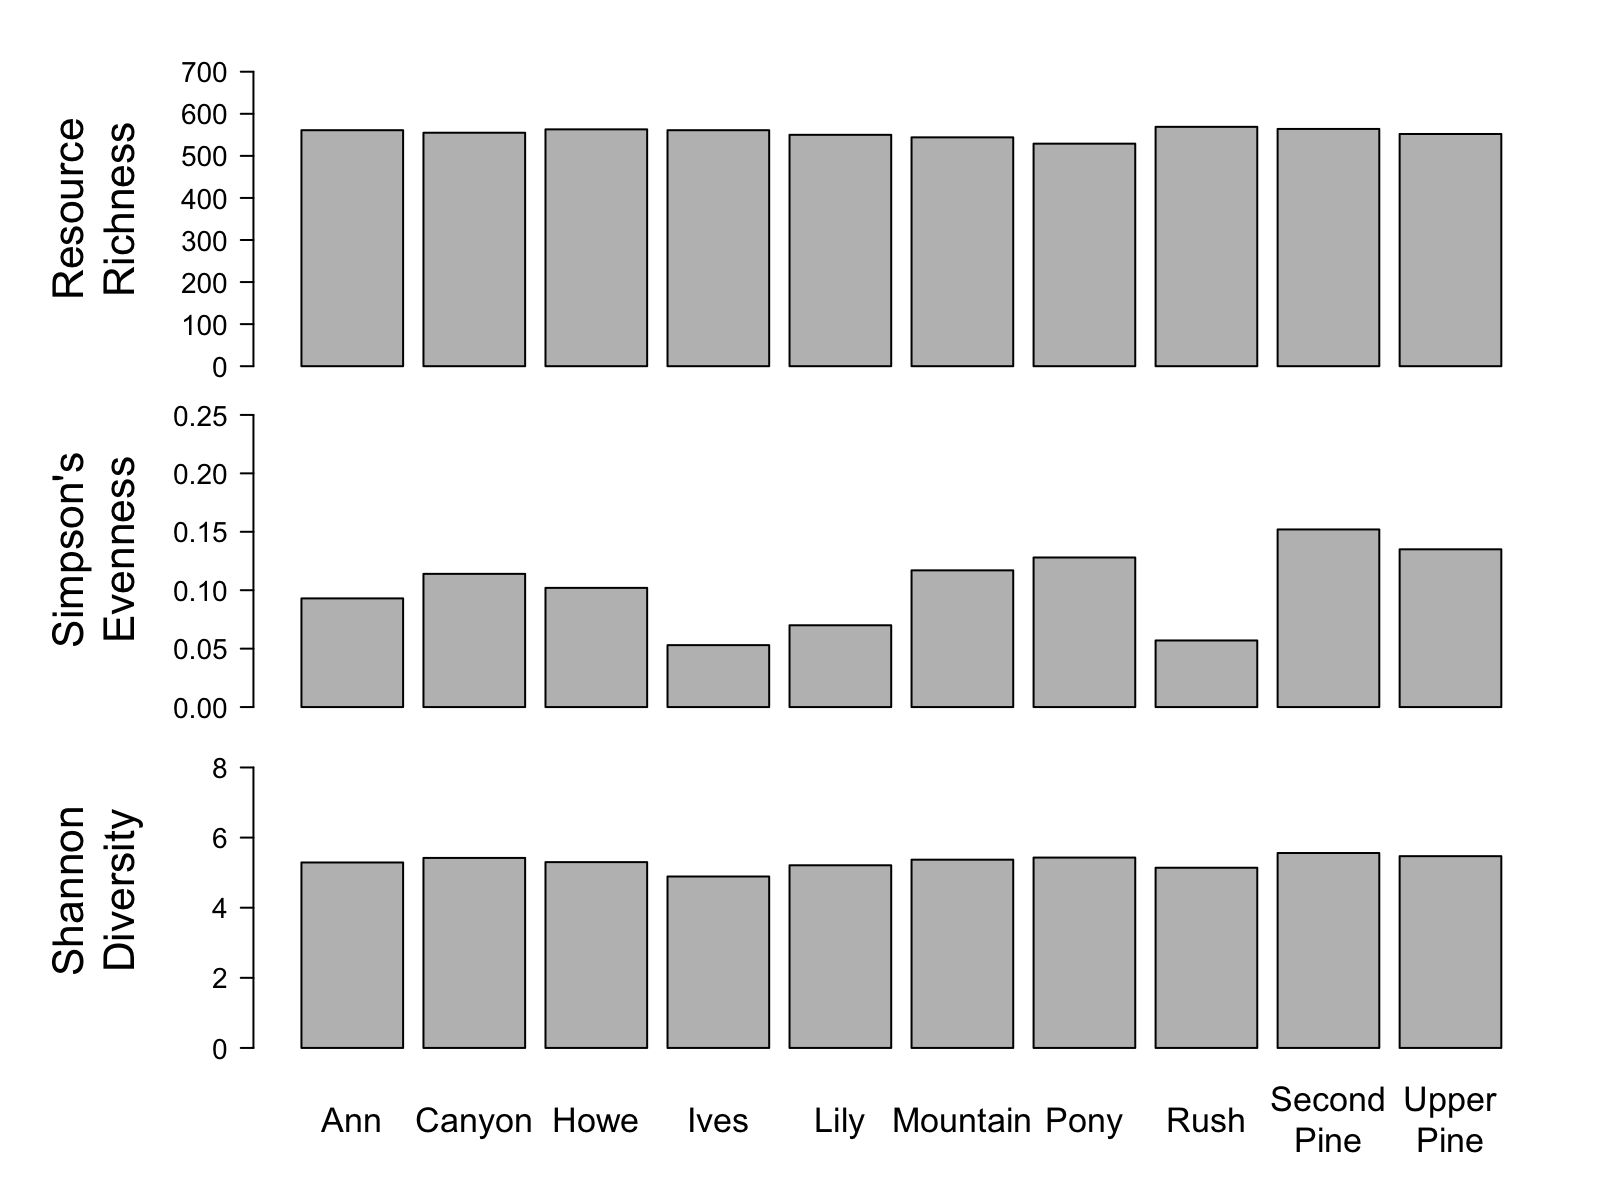 Resource
Richness
700
600
500
400
300
200
100
0
Simpson's
Evenness
0.25
0.20
0.15
0.10
0.05
0.00
Shannon
Diversity
8
6
4
2
0
Ann Canyon Howe Ives Lily Mountain Pony Rush Second Pine Upper Pine